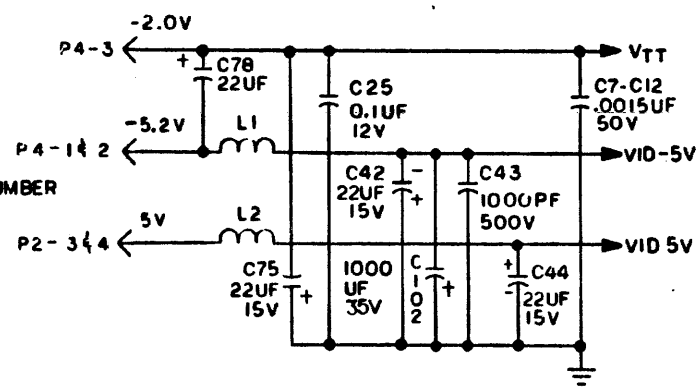 -2.0V
P4-3
+ C78
22UF
VTT
C25
0.1UF
12V
C7-C12
.0015UF
50V
-5.2V
L1
P4-1 & 2
VID-5V
UMBER
C42
22UF
15V
-
+
C43
1000PF
500V
5V
L2
P2-3 & 4
VID 5V
C75
22UF
15V
+
1000
UF
35V
C
1
0
2
+
+
-
C44
22UF
15V